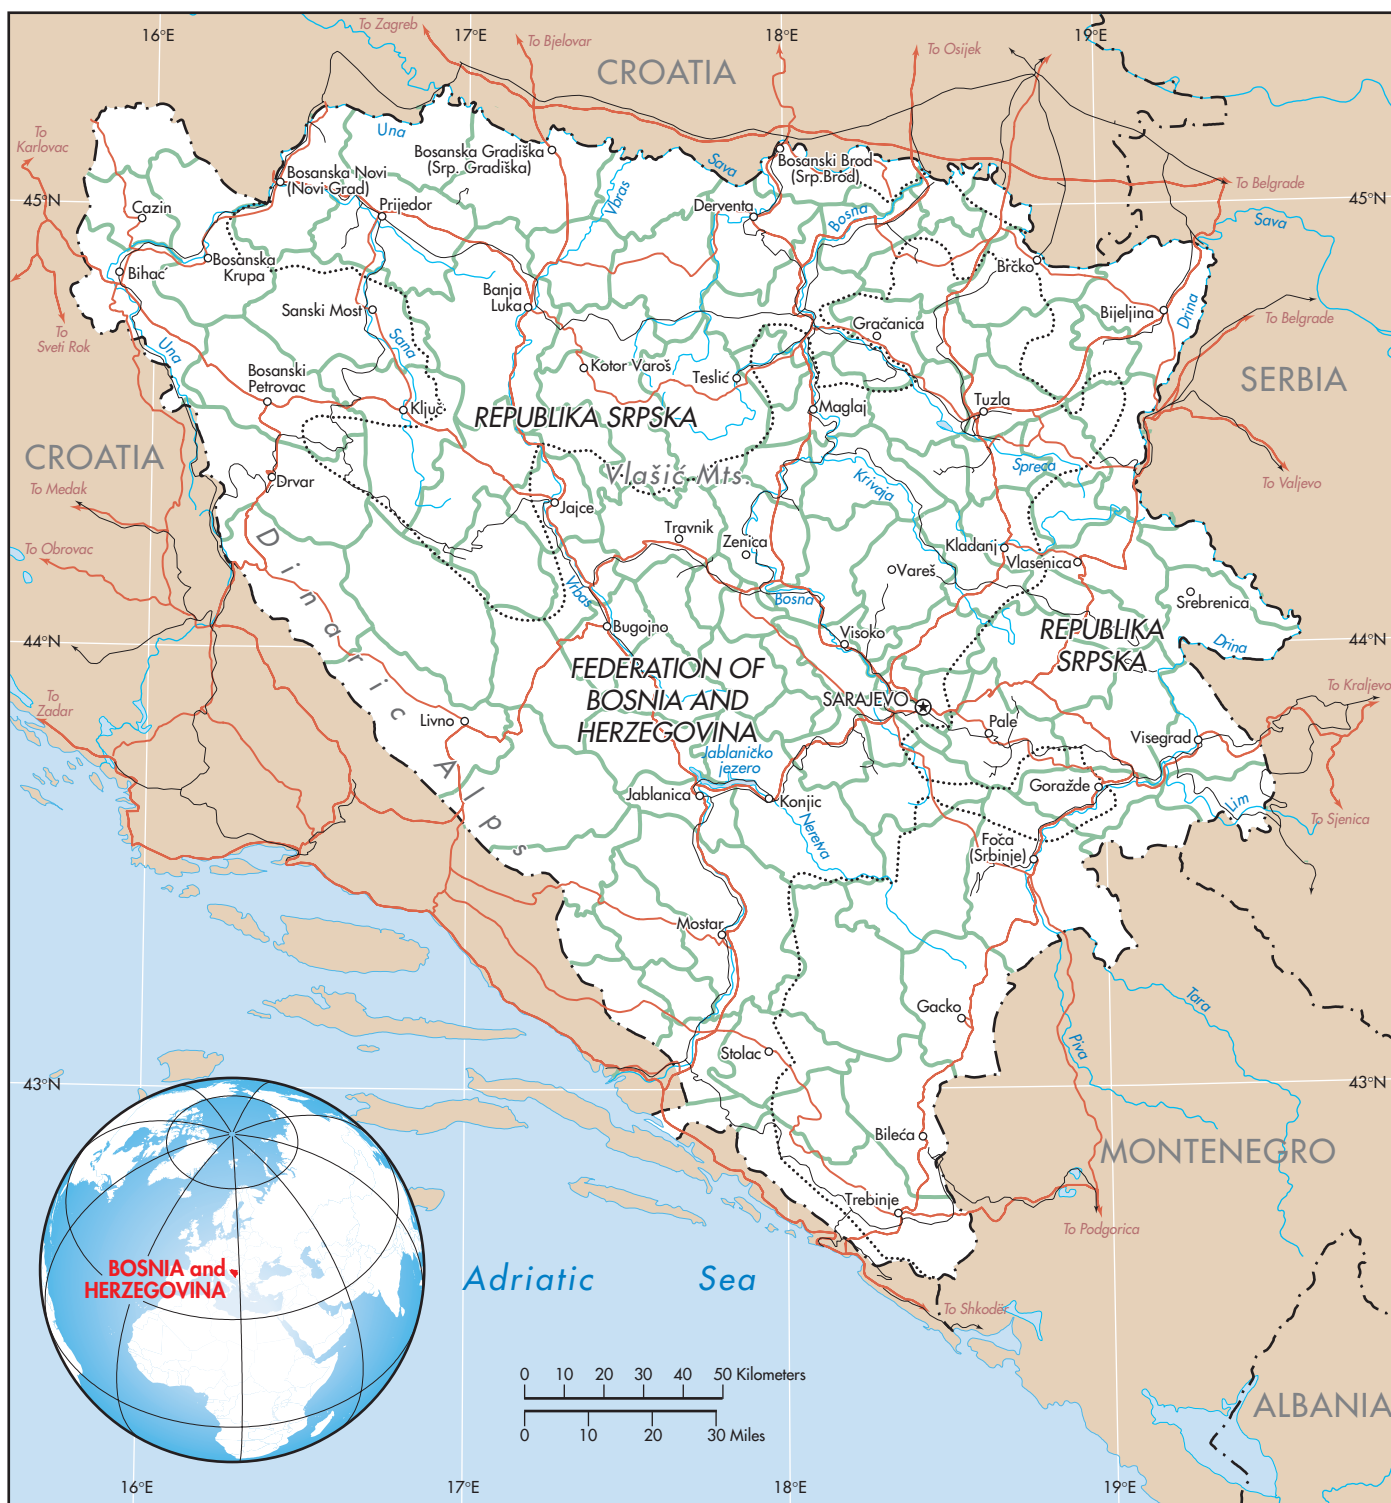 16°E
17°E
18°E
19°E
To Zagreb
To Bjelovar
To Osijek
CROATIA
To
Karlovac
Una
Bosanska Gradiška
(Srp. Gradiška)
Sava
Bosanski Brod
(Srp.Brod)
Bosanska Novi
(Novi Grad)
To Belgrade
45°N
45°N
Cazin
Prijedor
Vbras
Derventa
Bosna
Sava
Bihać
Bosanska
Krupa
Brčko
Banja
Luka
Sanski Most
Bijeljina
Drina
Gračanica
To Belgrade
To
Sveti Rok
Una
Sana
Bosanski
Petrovac
Kotor Varoš
Teslić
SERBIA
Ključ
REPUBLIKA SRPSKA
Maglaj
Tuzla
CROATIA
Vlašić Mts.
Spreca
To Valjevo
Drvar
Krivaja
To Medak
Jajce
Travnik
Zenica
Kladanj
Vlasenica
To Obrovac
Dinaric Alps
Vareš
Vrbas
Bosna
Srebrenica
Bugojno
Visoko
REPUBLIKA
SRPSKA
44°N
44°N
Drina
FEDERATION OF
BOSNIA AND
HERZEGOVINA
To Kraljevo
To
Zadar
SARAJEVO
Livno
Pale
Visegrad
Jablaničko
jezero
Jablanica
Konjic
Goražde
Lim
To Sjenica
Neretva
Foča
(Srbinje)
Mostar
Gacko
Tara
Piva
Stolac
43°N
43°N
Bileća
MONTENEGRO
Trebinje
To Podgorica
BOSNIA and
HERZEGOVINA
Adriatic Sea
To Shkodër
0 10 20 30 40 50 Kilometers
0 10 20 30 Miles
ALBANIA
16°E
17°E
18°E
19°E